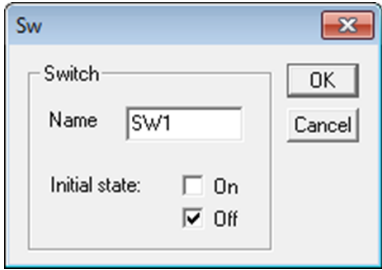 Sw
Switch
OK
Name SW1
Cancel
Initial state: On
Off